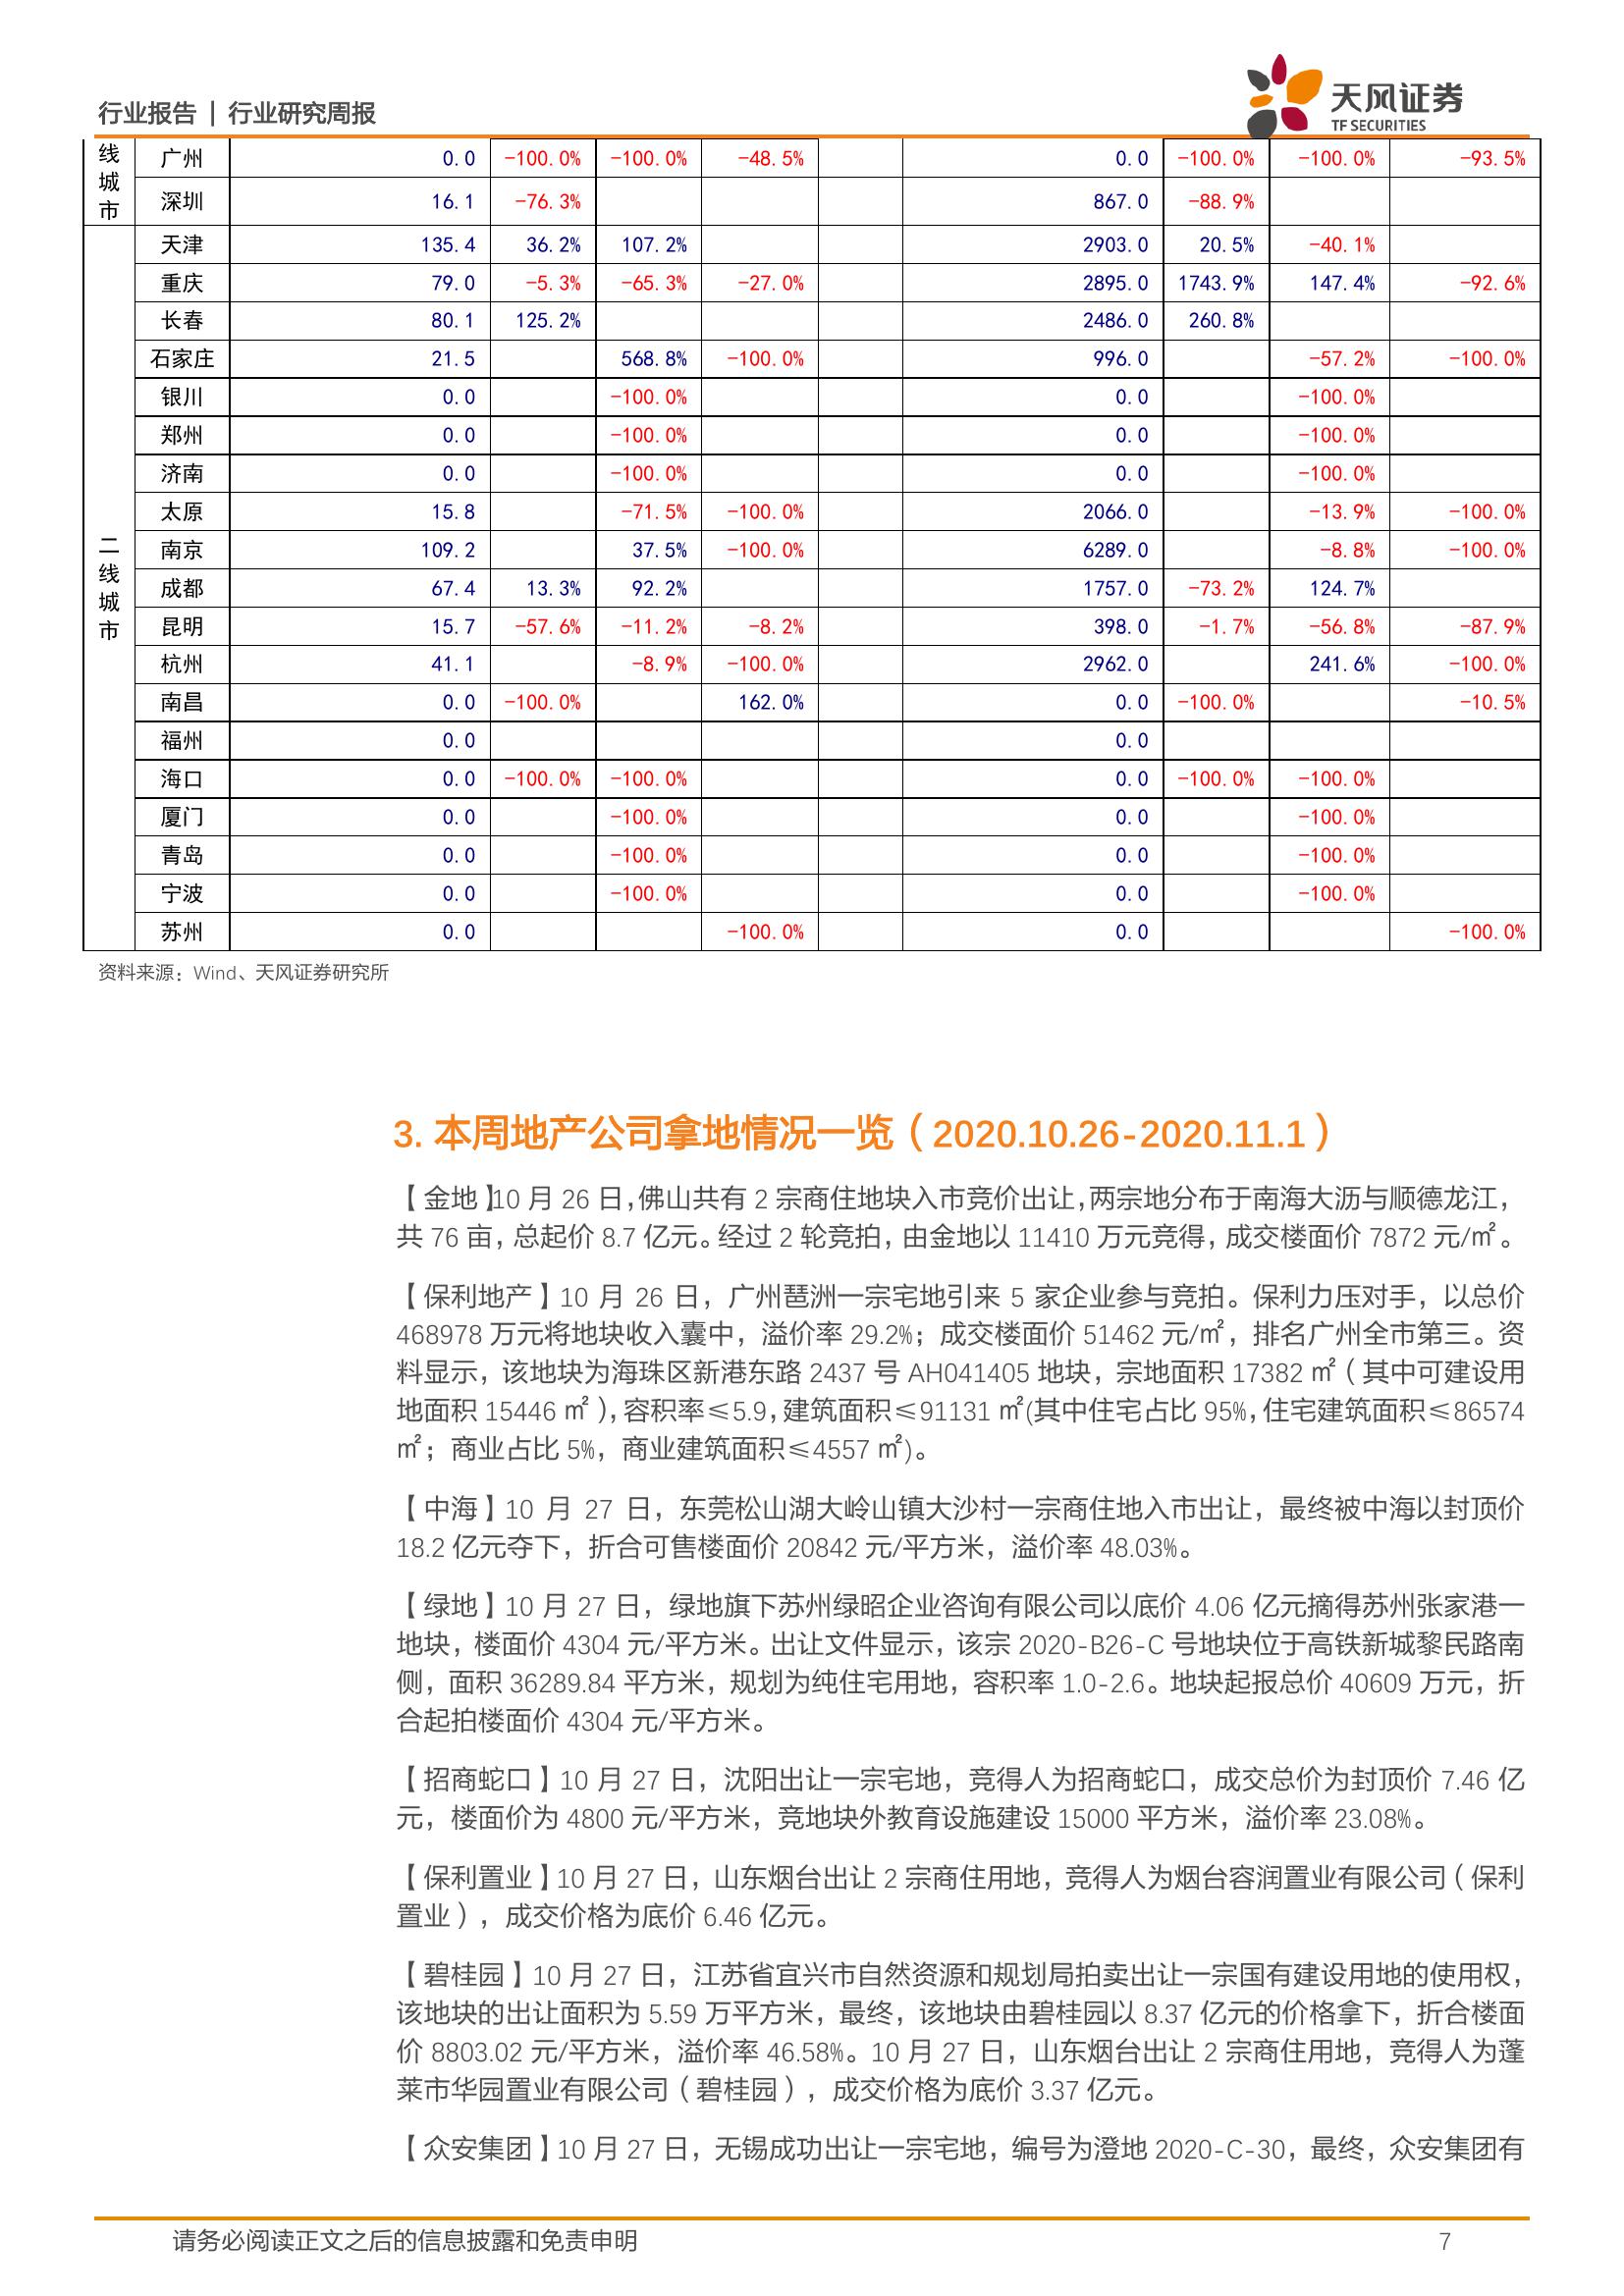 行业报告 | 行业研究周报
天风证券
TF SECURITIES
线城市 广州 0.0 -100.0% -100.0% -48.5% 0.0 -100.0% -100.0% -93.5%
深圳 16.1 -76.3% 867.0 -88.9%
二线城市
天津 135.4 36.2% 107.2% 2903.0 20.5% -40.1%
重庆 79.0 -5.3% -65.3% -27.0% 2895.0 1743.9% 147.4% -92.6%
长春 80.1 125.2% 2486.0 260.8%
石家庄 21.5 568.8% -100.0% 996.0 -57.2% -100.0%
银川 0.0 -100.0% 0.0 -100.0%
郑州 0.0 -100.0% 0.0 -100.0%
济南 0.0 -100.0% 0.0 -100.0%
太原 15.8 -71.5% -100.0% 2066.0 -13.9% -100.0%
南京 109.2 37.5% -100.0% 6289.0 -8.8% -100.0%
成都 67.4 13.3% 92.2% 1757.0 -73.2% 124.7%
昆明 15.7 -57.6% -11.2% -8.2% 398.0 -1.7% -56.8% -87.9%
杭州 41.1 -8.9% -100.0% 2962.0 241.6% -100.0%
南昌 0.0 -100.0% 162.0% 0.0 -100.0% -10.5%
福州 0.0 0.0
海口 0.0 -100.0% -100.0% 0.0 -100.0% -100.0%
厦门 0.0 -100.0% 0.0 -100.0%
青岛 0.0 -100.0% 0.0 -100.0%
宁波 0.0 -100.0% 0.0 -100.0%
苏州 0.0 -100.0% 0.0 -100.0%
资料来源：Wind、天风证券研究所
3. 本周地产公司拿地情况一览（2020.10.26-2020.11.1）
【金地】10 月 26 日，佛山共有 2 宗商住地块入市竞价出让，两宗地分布于南海大沥与顺德龙江，
共 76 亩，总起价 8.7 亿元。经过 2 轮竞拍，由金地以 11410 万元竞得，成交楼面价 7872 元/㎡。
【保利地产】10 月 26 日，广州琶洲一宗宅地引来 5 家企业参与竞拍。保利力压对手，以总价
468978 万元将地块收入囊中，溢价率 29.2%；成交楼面价 51462 元/㎡，排名广州全市第三。资
料显示，该地块为海珠区新港东路 2437 号 AH041405 地块，宗地面积 17382 ㎡（其中可建设用
地面积 15446 ㎡），容积率≤5.9，建筑面积≤91131 ㎡(其中住宅占比 95%，住宅建筑面积≤86574
㎡；商业占比 5%，商业建筑面积≤4557 ㎡)。
【中海】10 月 27 日，东莞松山湖大岭山镇大沙村一宗商住地入市出让，最终被中海以封顶价
18.2 亿元夺下，折合可售楼面价 20842 元/平方米，溢价率 48.03%。
【绿地】10 月 27 日，绿地旗下苏州绿昭企业咨询有限公司以底价 4.06 亿元摘得苏州张家港一
地块，楼面价 4304 元/平方米。出让文件显示，该宗 2020-B26-C 号地块位于高铁新城黎民路南
侧，面积 36289.84 平方米，规划为纯住宅用地，容积率 1.0-2.6。地块起报总价 40609 万元，折
合起拍楼面价 4304 元/平方米。
【招商蛇口】10 月 27 日，沈阳出让一宗宅地，竞得人为招商蛇口，成交总价为封顶价 7.46 亿
元，楼面价为 4800 元/平方米，竞地块外教育设施建设 15000 平方米，溢价率 23.08%。
【保利置业】10 月 27 日，山东烟台出让 2 宗商住用地，竞得人为烟台容润置业有限公司（保利
置业），成交价格为底价 6.46 亿元。
【碧桂园】10 月 27 日，江苏省宜兴市自然资源和规划局拍卖出让一宗国有建设用地的使用权，
该地块的出让面积为 5.59 万平方米，最终，该地块由碧桂园以 8.37 亿元的价格拿下，折合楼面
价 8803.02 元/平方米，溢价率 46.58%。10 月 27 日，山东烟台出让 2 宗商住用地，竞得人为蓬
莱市华园置业有限公司（碧桂园），成交价格为底价 3.37 亿元。
【众安集团】10 月 27 日，无锡成功出让一宗宅地，编号为澄地 2020-C-30，最终，众安集团有
请务必阅读正文之后的信息披露和免责申明 7